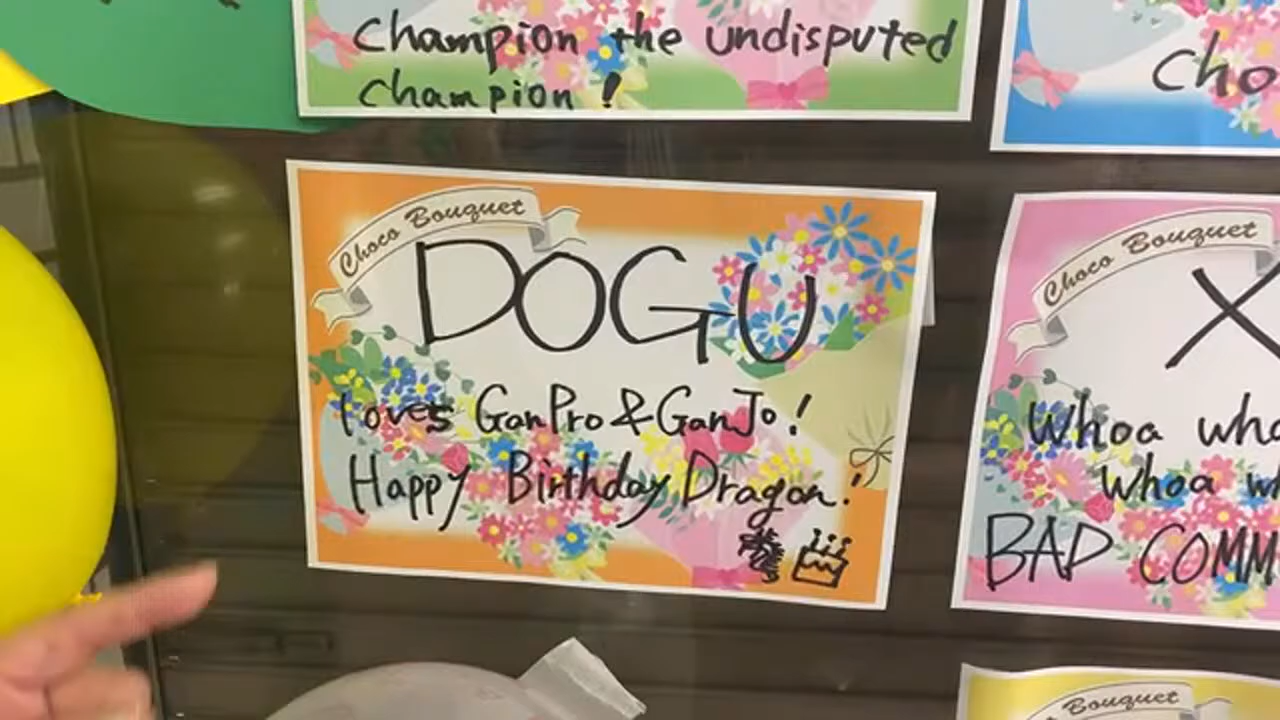 Champion the undisputed
champion !
Cho
Choco Bouquet
DOGU
loves GanPro & GanJo!
Happy Birthday Dragon!
Choco Bouquet
X
Whoa
Whoa
BAD COMM
Bouquet